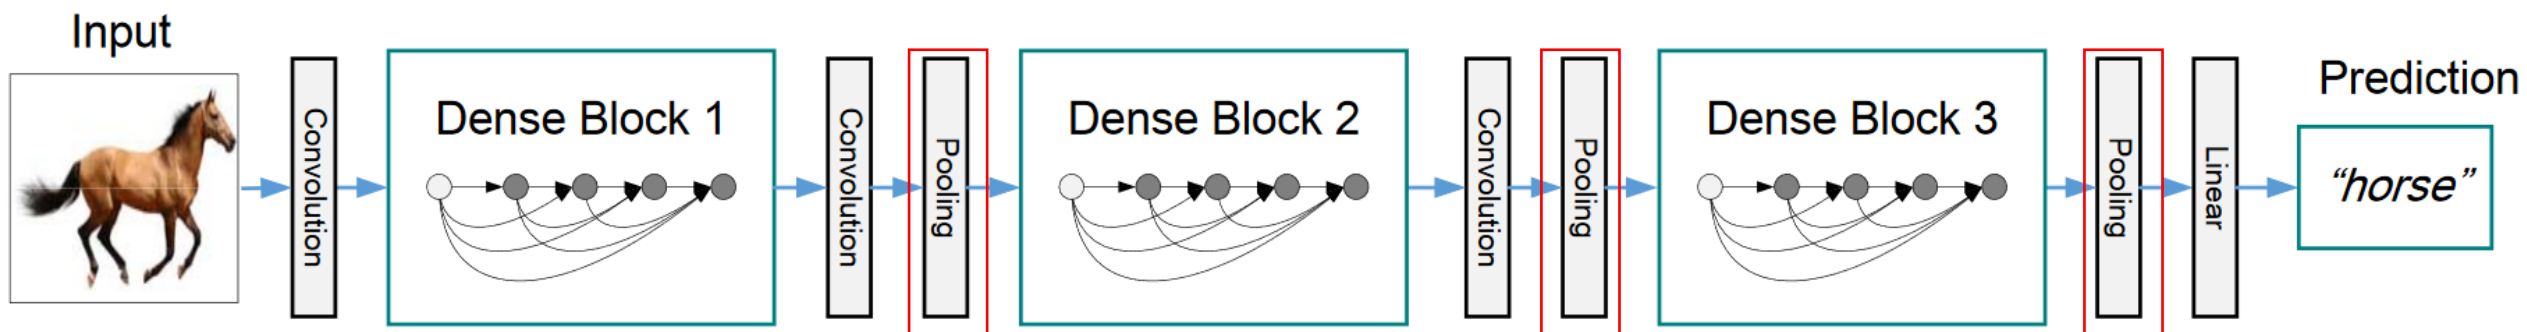 Input
Convolution
Dense Block 1
Convolution
Pooling
Dense Block 2
Convolution
Pooling
Dense Block 3
Pooling
Linear
Prediction
“horse”